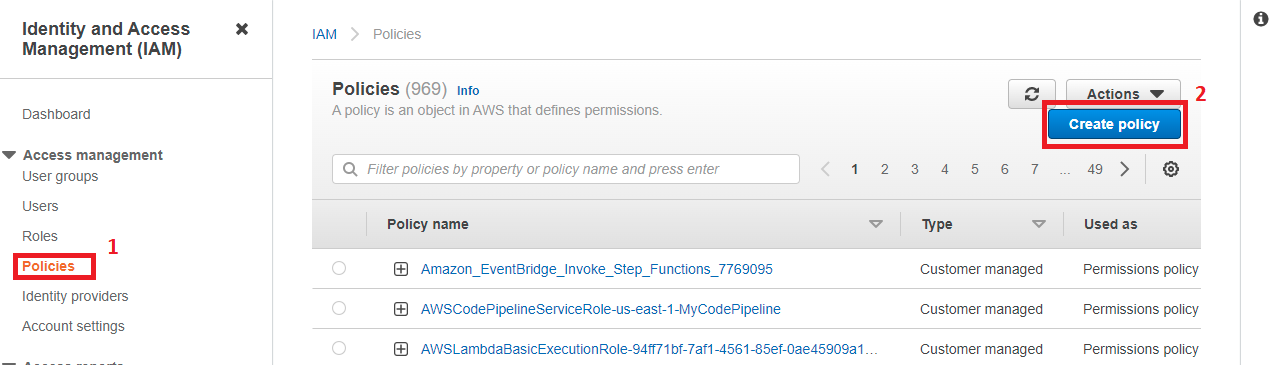 Identity and Access
Management (IAM)
Dashboard
Access management
User groups
Users
Roles
Policies
1
Identity providers
Account settings
Access reports
IAM
Policies
Policies (969) Info
A policy is an object in AWS that defines permissions.
Actions
2
Create policy
Filter policies by property or policy name and press enter
1 2 3 4 5 6 7 ... 49
Policy name Type Used as
Amazon_EventBridge_Invoke_Step_Functions_7769095 Customer managed Permissions policy
AWSCodePipelineServiceRole-us-east-1-MyCodePipeline Customer managed Permissions policy
AWSLambdaBasicExecutionRole-94ff71bf-7af1-4561-85ef-0ae45909a1... Customer managed Permissions policy